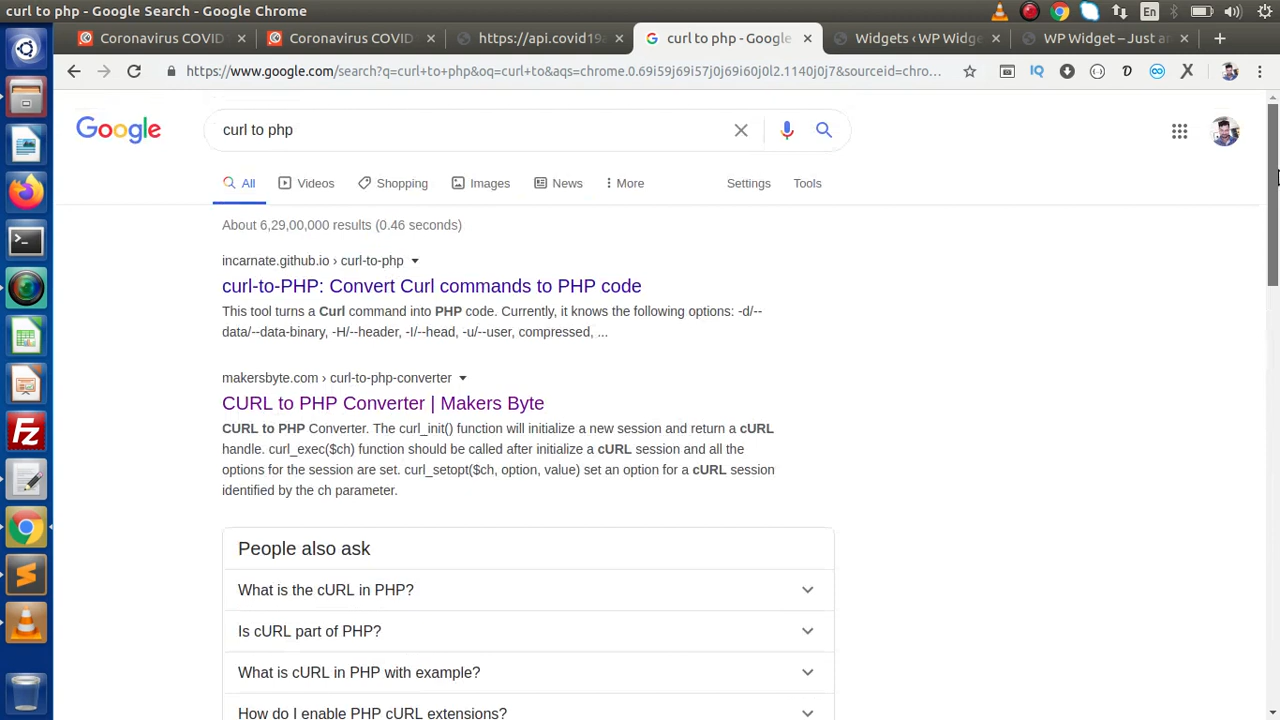 curl to php - Google Search - Google Chrome
En
Coronavirus COVID
Coronavirus COVID
https://api.covid19a
curl to php - Google
Widgets ‹ WP Widge
WP Widget – Just ar
https://www.google.com/search?q=curl+to+php&oq=curl+to&aqs=chrome.0.69i59j69i57j69i60j0l2.1140j0j7&sourceid=chro...
IQ
Google
curl to php
All
Videos
Shopping
Images
News
More
Settings
Tools
About 6,29,00,000 results (0.46 seconds)
incarnate.github.io › curl-to-php
curl-to-PHP: Convert Curl commands to PHP code
This tool turns a Curl command into PHP code. Currently, it knows the following options: -d/--
data/--data-binary, -H/--header, -I/--head, -u/--user, compressed, ...
makersbyte.com › curl-to-php-converter
CURL to PHP Converter | Makers Byte
CURL to PHP Converter. The curl_init() function will initialize a new session and return a cURL
handle. curl_exec($ch) function should be called after initialize a cURL session and all the
options for the session are set. curl_setopt($ch, option, value) set an option for a cURL session
identified by the ch parameter.
People also ask
What is the cURL in PHP?
Is cURL part of PHP?
What is cURL in PHP with example?
How do I enable PHP cURL extensions?